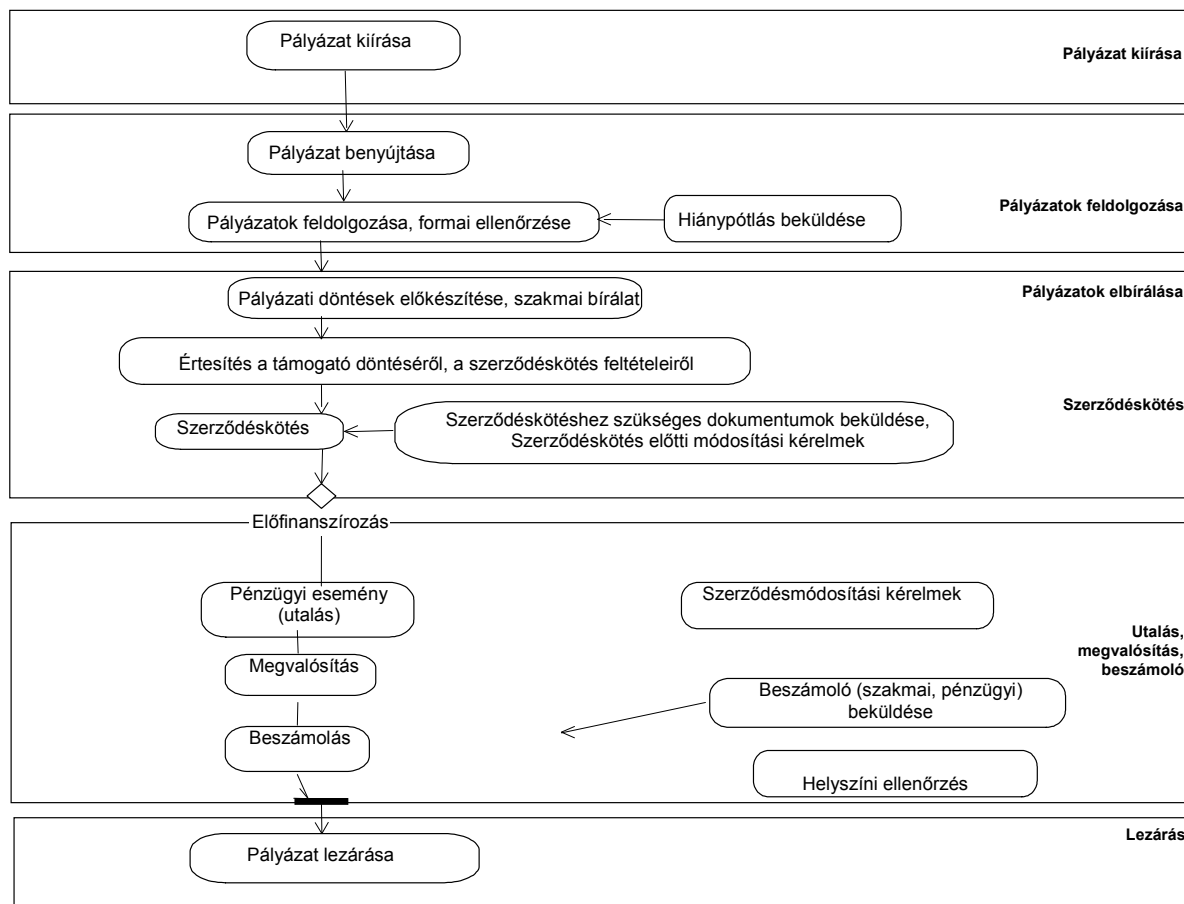 Pályázat kiírása
Pályázat kiírása
Pályázat benyújtása
Pályázatok feldolgozása, formai ellenőrzése
Hiánypótlás beküldése
Pályázatok feldolgozása
Pályázati döntések előkészítése, szakmai bírálat
Pályázatok elbírálása
Értesítés a támogató döntéséről, a szerződéskötés feltételeiről
Szerződéskötés
Szerződéskötéshez szükséges dokumentumok beküldése,
Szerződéskötés előtti módosítási kérelmek
Szerződéskötés
Előfinanszírozás
Pénzügyi esemény
(utalás)
Szerződésmódosítási kérelmek
Utalás,
megvalósítás,
beszámoló
Megvalósítás
Beszámoló (szakmai, pénzügyi)
beküldése
Beszámolás
Helyszíni ellenőrzés
Lezárás
Pályázat lezárása